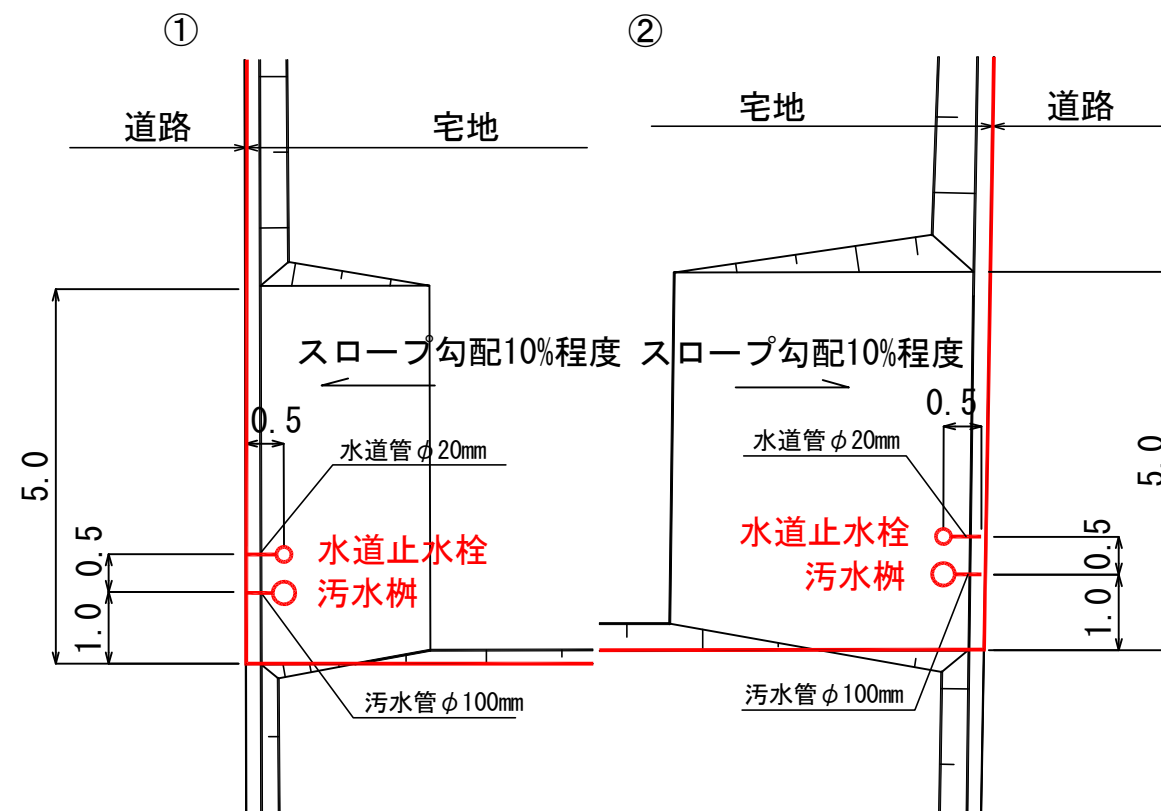 ①
道路
宅地
スロープ勾配10%程度
0.5
水道管φ20mm
5.0
0.5
水道止水栓
汚水桝
1.0
汚水管φ100mm
②
宅地
道路
スロープ勾配10%程度
0.5
水道管φ20mm
5.0
水道止水栓
0.5
汚水桝
1.0
汚水管φ100mm